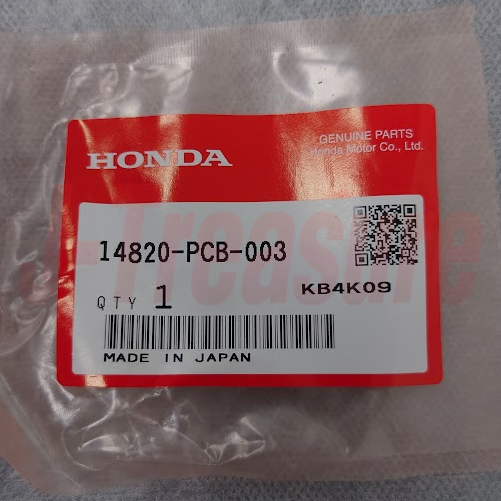 GENUINE PARTS
HONDA
Honda Motor Co., Ltd.
14820-PCB-003
QTY 1
KB4K09
MADE IN JAPAN